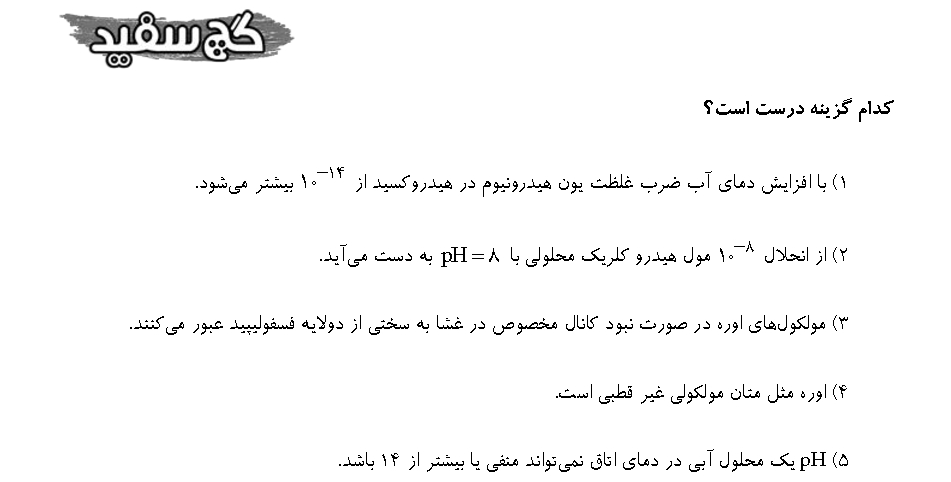 گچ سفید
کدام گزینه درست است؟
۱) با افزایش دمای آب ضرب غلظت یون هیدرونیوم در هیدروکسید از ۱۰⁻¹⁴ بیشتر می‌شود.
۲) از انحلال ۱۰⁻⁸ مول هیدرو کلریک محلولی با pH = ۸ به دست می‌آید.
۳) مولکول‌های اوره در صورت نبود کانال مخصوص در غشا به سختی از دولایه فسفولیپید عبور می‌کنند.
۴) اوره مثل متان مولکولی غیر قطبی است.
۵) pH یک محلول آبی در دمای اتاق نمی‌تواند منفی یا بیشتر از ۱۴ باشد.